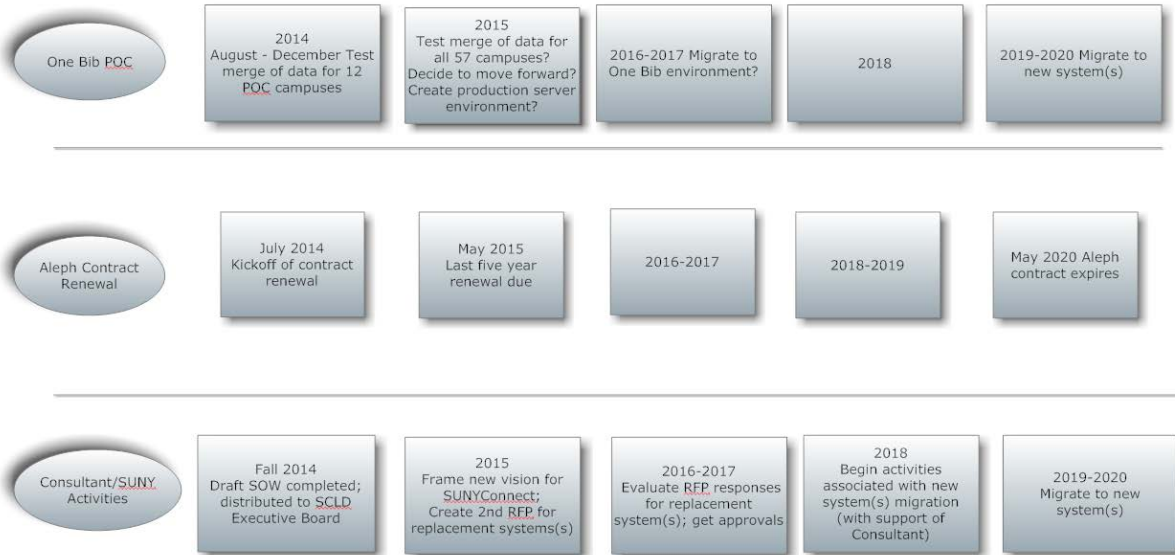 One Bib POC
2014
August - December Test
merge of data for 12
POC campuses
2015
Test merge of data for
all 57 campuses?
Decide to move forward?
Create production server
environment?
2016-2017 Migrate to
One Bib environment?
2018
2019-2020 Migrate to
new system(s)
Aleph Contract
Renewal
July 2014
Kickoff of contract
renewal
May 2015
Last five year
renewal due
2016-2017
2018-2019
May 2020 Aleph
contract expires
Consultant/SUNY
Activities
Fall 2014
Draft SOW completed;
distributed to SCLD
Executive Board
2015
Frame new vision for
SUNYConnect;
Create 2nd RFP for
replacement systems(s)
2016-2017
Evaluate RFP responses
for replacement
system(s); get approvals
2018
Begin activities
associated with new
system(s) migration
(with support of
Consultant)
2019-2020
Migrate to new
system(s)